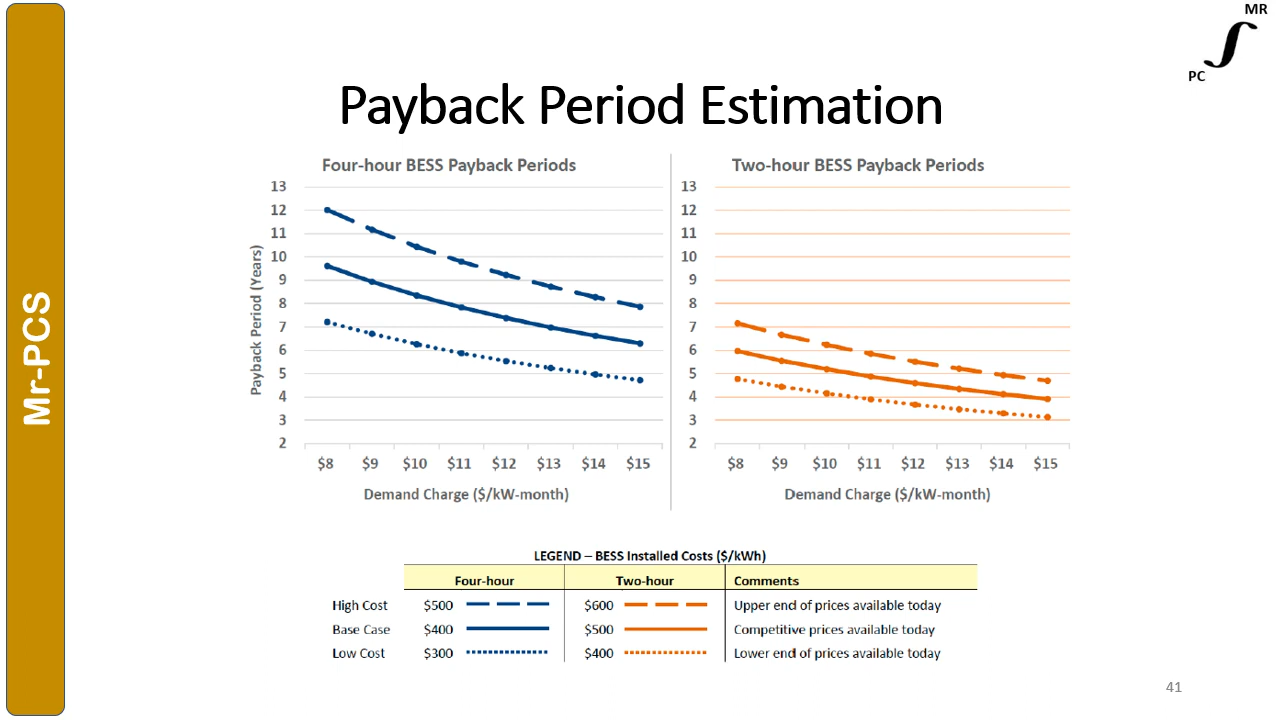 MR
PC
Mr-PCS
Payback Period Estimation
Four-hour BESS Payback Periods
13
12
11
10
9
8
7
6
5
4
3
2
Payback Period (Years)
$8 $9 $10 $11 $12 $13 $14 $15
Demand Charge ($/kW-month)
Two-hour BESS Payback Periods
13
12
11
10
9
8
7
6
5
4
3
2
$8 $9 $10 $11 $12 $13 $14 $15
Demand Charge ($/kW-month)
LEGEND – BESS Installed Costs ($/kWh)
Four-hour Two-hour Comments
High Cost $500 $600 Upper end of prices available today
Base Case $400 $500 Competitive prices available today
Low Cost $300 $400 Lower end of prices available today
41